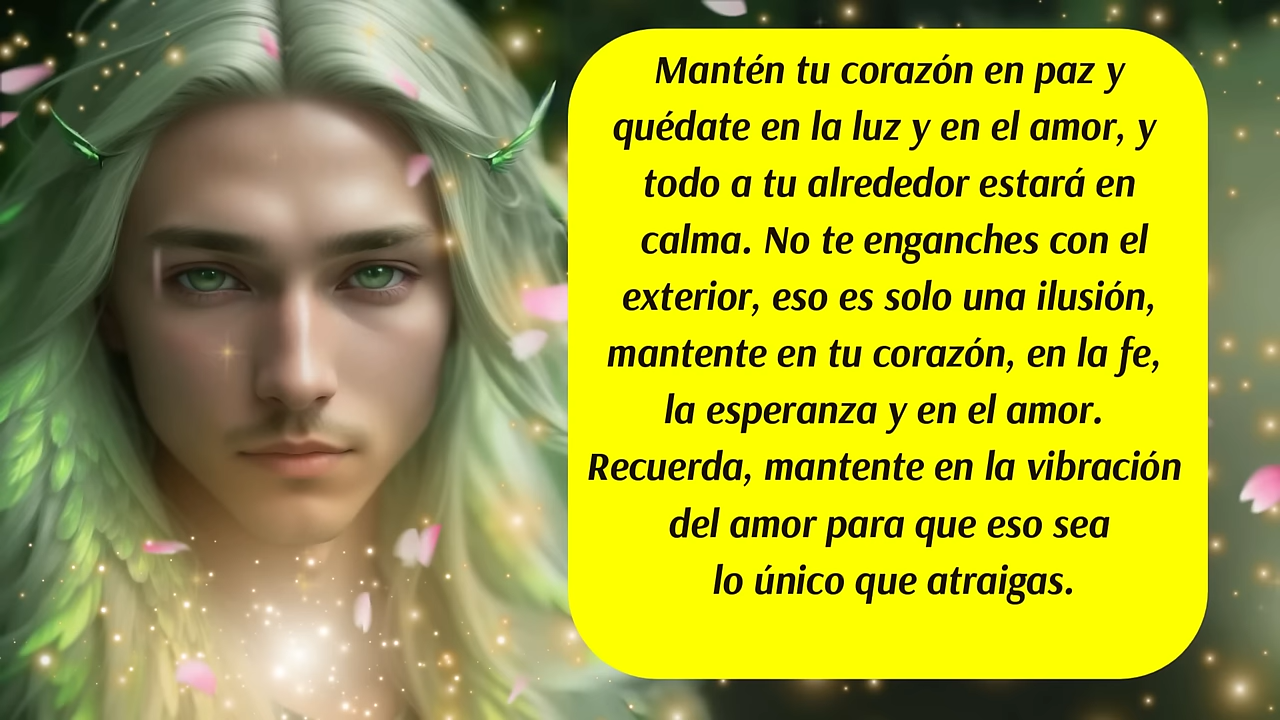 Mantén tu corazón en paz y
quédate en la luz y en el amor, y
todo a tu alrededor estará en
calma. No te enganches con el
exterior, eso es solo una ilusión,
mantente en tu corazón, en la fe,
la esperanza y en el amor.
Recuerda, mantente en la vibración
del amor para que eso sea
lo único que atraigas.